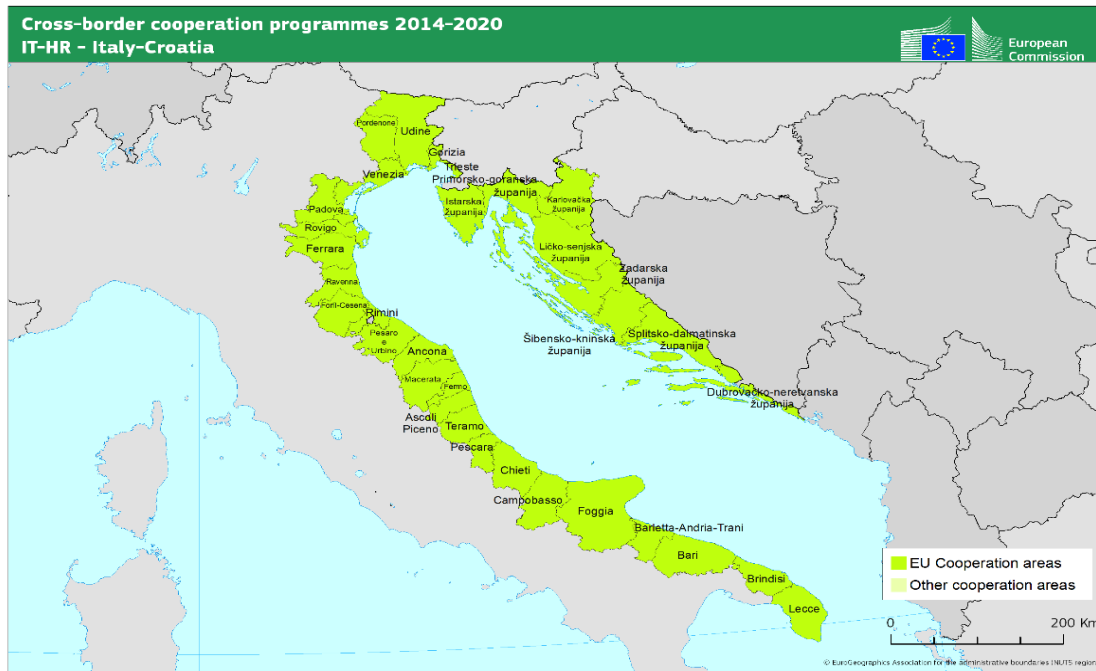 Cross-border cooperation programmes 2014-2020
IT-HR - Italy-Croatia
European
Commission
Pordenone
Udine
Gorizia
Trieste
Venezia
Primorsko-goranska
županija
Istarska
županija
Karlovačka
županija
Padova
Rovigo
Ferrara
Ličko-senjska
županija
Ravenna
Zadarska
županija
Forlì-Cesena
Rimini
Pesaro
e
Urbino
Šibensko-kninska
županija
Splitsko-dalmatinska
županija
Ancona
Macerata
Fermo
Dubrovačko-neretvanska
županija
Ascoli
Piceno
Teramo
Pescara
Chieti
Campobasso
Foggia
Barletta-Andria-Trani
Bari
Brindisi
Lecce
EU Cooperation areas
Other cooperation areas
0 200 Km
© EuroGeographics Association for the administrative boundaries (NUTS region